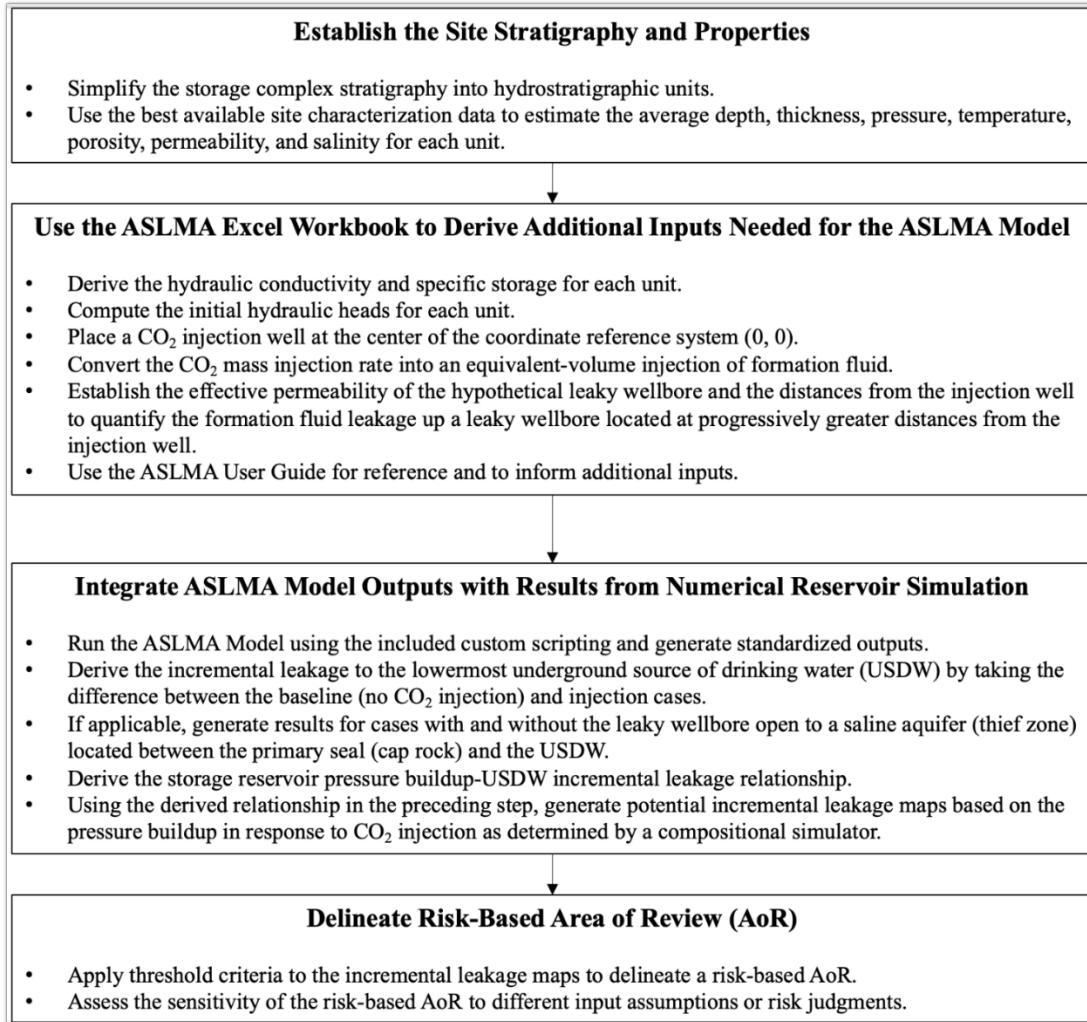 Establish the Site Stratigraphy and Properties
• Simplify the storage complex stratigraphy into hydrostratigraphic units.
• Use the best available site characterization data to estimate the average depth, thickness, pressure, temperature,
porosity, permeability, and salinity for each unit.
Use the ASLMA Excel Workbook to Derive Additional Inputs Needed for the ASLMA Model
• Derive the hydraulic conductivity and specific storage for each unit.
• Compute the initial hydraulic heads for each unit.
• Place a CO₂ injection well at the center of the coordinate reference system (0, 0).
• Convert the CO₂ mass injection rate into an equivalent-volume injection of formation fluid.
• Establish the effective permeability of the hypothetical leaky wellbore and the distances from the injection well
to quantify the formation fluid leakage up a leaky wellbore located at progressively greater distances from the
injection well.
• Use the ASLMA User Guide for reference and to inform additional inputs.
Integrate ASLMA Model Outputs with Results from Numerical Reservoir Simulation
• Run the ASLMA Model using the included custom scripting and generate standardized outputs.
• Derive the incremental leakage to the lowermost underground source of drinking water (USDW) by taking the
difference between the baseline (no CO₂ injection) and injection cases.
• If applicable, generate results for cases with and without the leaky wellbore open to a saline aquifer (thief zone)
located between the primary seal (cap rock) and the USDW.
• Derive the storage reservoir pressure buildup-USDW incremental leakage relationship.
• Using the derived relationship in the preceding step, generate potential incremental leakage maps based on the
pressure buildup in response to CO₂ injection as determined by a compositional simulator.
Delineate Risk-Based Area of Review (AoR)
• Apply threshold criteria to the incremental leakage maps to delineate a risk-based AoR.
• Assess the sensitivity of the risk-based AoR to different input assumptions or risk judgments.